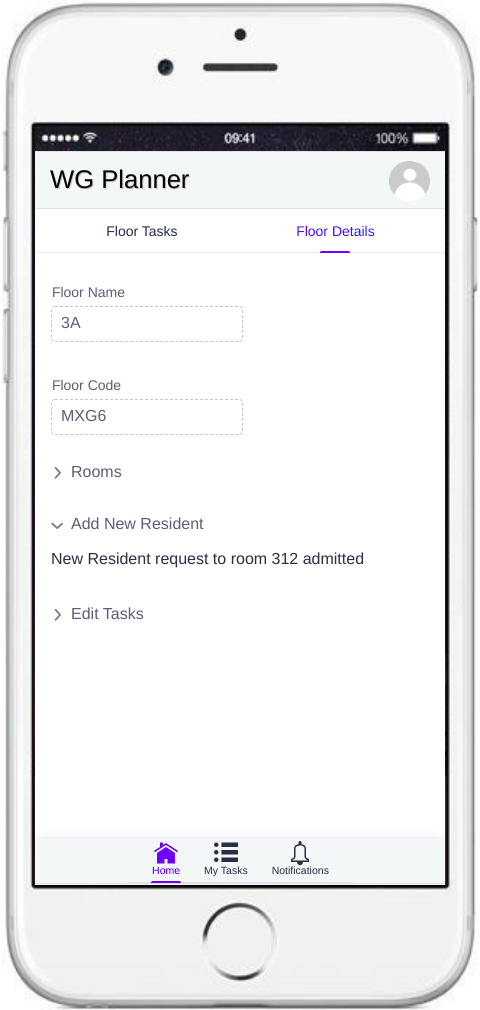 09:41
100%
WG Planner
Floor Tasks
Floor Details
Floor Name
3A
Floor Code
MXG6
Rooms
Add New Resident
New Resident request to room 312 admitted
Edit Tasks
Home
My Tasks
Notifications